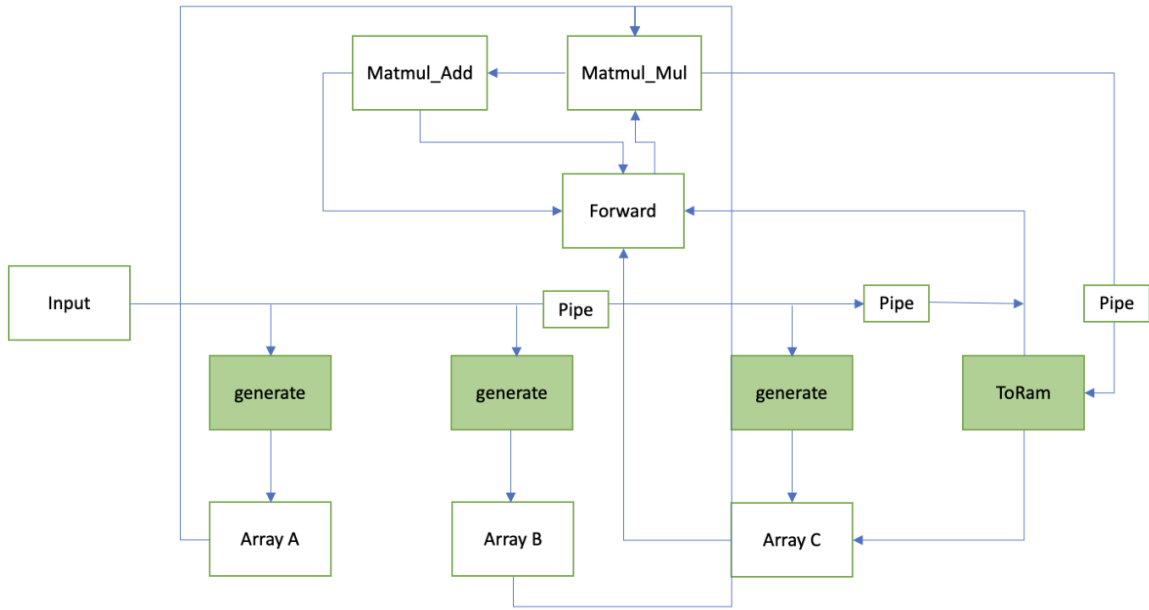 Matmul_Add
Matmul_Mul
Forward
Input
Pipe
Pipe
Pipe
generate
generate
generate
ToRam
Array A
Array B
Array C